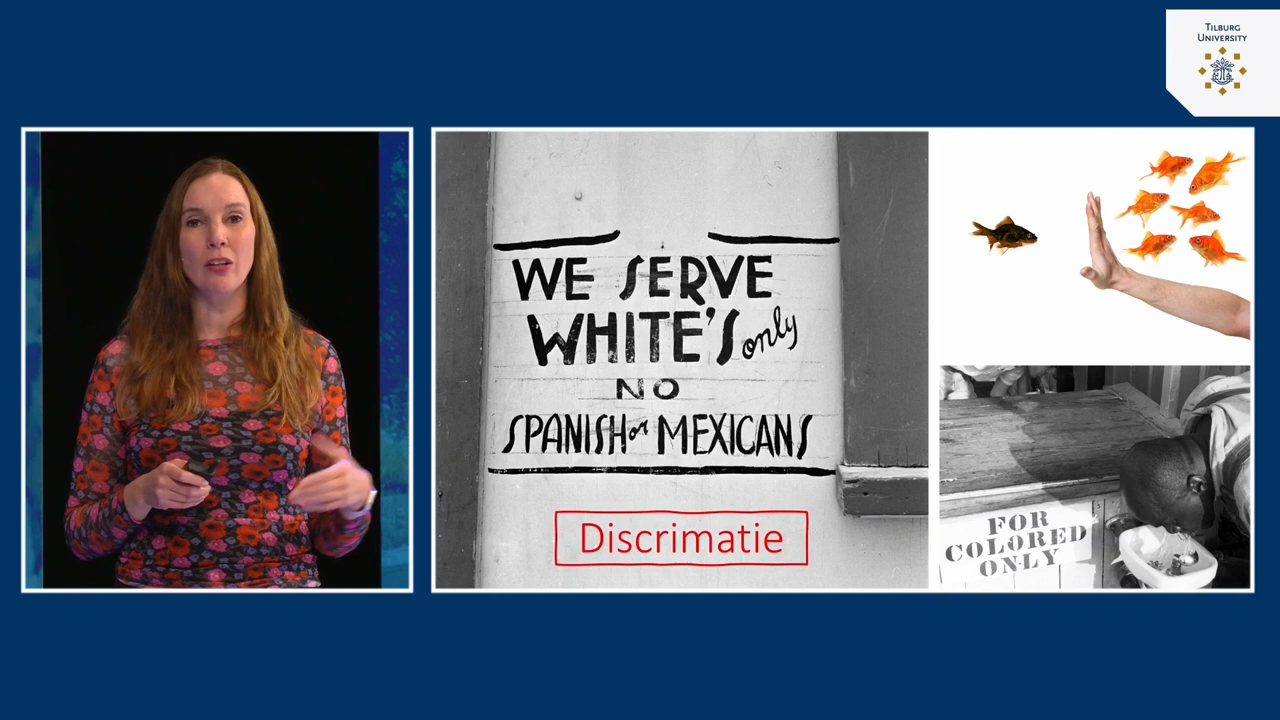 TILBURG
UNIVERSITY
WE SERVE
WHITE'S only
NO
SPANISH or MEXICANS
Discrimatie
FOR
COLORED
ONLY